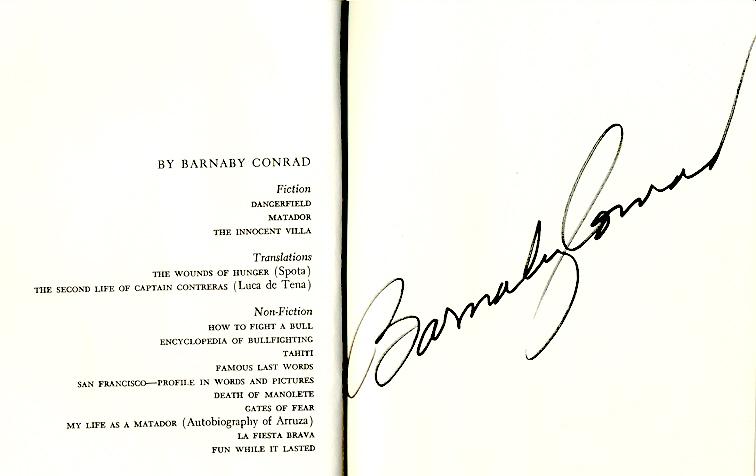 BY BARNABY CONRAD
Fiction
DANGERFIELD
MATADOR
THE INNOCENT VILLA
Translations
THE WOUNDS OF HUNGER (Spota)
THE SECOND LIFE OF CAPTAIN CONTRERAS (Luca de Tena)
Non-Fiction
HOW TO FIGHT A BULL
ENCYCLOPEDIA OF BULLFIGHTING
TAHITI
FAMOUS LAST WORDS
SAN FRANCISCO—PROFILE IN WORDS AND PICTURES
DEATH OF MANOLETE
GATES OF FEAR
MY LIFE AS A MATADOR (Autobiography of Arruza)
LA FIESTA BRAVA
FUN WHILE IT LASTED
Barnaby Conrad